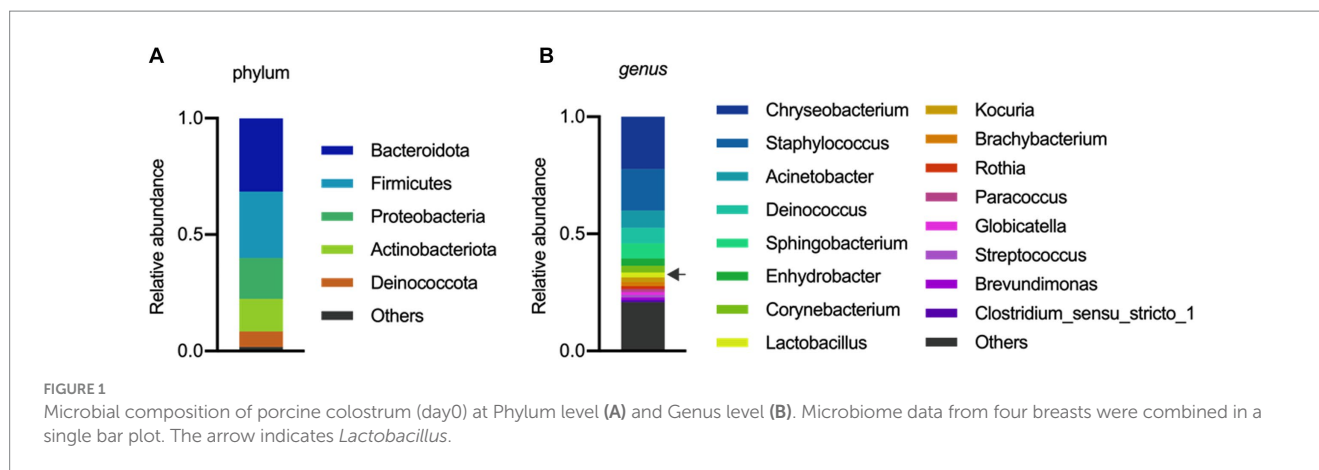 A
phylum
1.0
0.5
0.0
Relative abundance
Bacteroidota
Firmicutes
Proteobacteria
Actinobacteriota
Deinococcota
Others
B
genus
1.0
0.5
0.0
Relative abundance
Chryseobacterium
Staphylococcus
Acinetobacter
Deinococcus
Sphingobacterium
Enhydrobacter
Corynebacterium
Lactobacillus
Kocuria
Brachybacterium
Rothia
Paracoccus
Globicatella
Streptococcus
Brevundimonas
Clostridium_sensu_stricto_1
Others
FIGURE 1
Microbial composition of porcine colostrum (day0) at Phylum level (A) and Genus level (B). Microbiome data from four breasts were combined in a
single bar plot. The arrow indicates Lactobacillus.